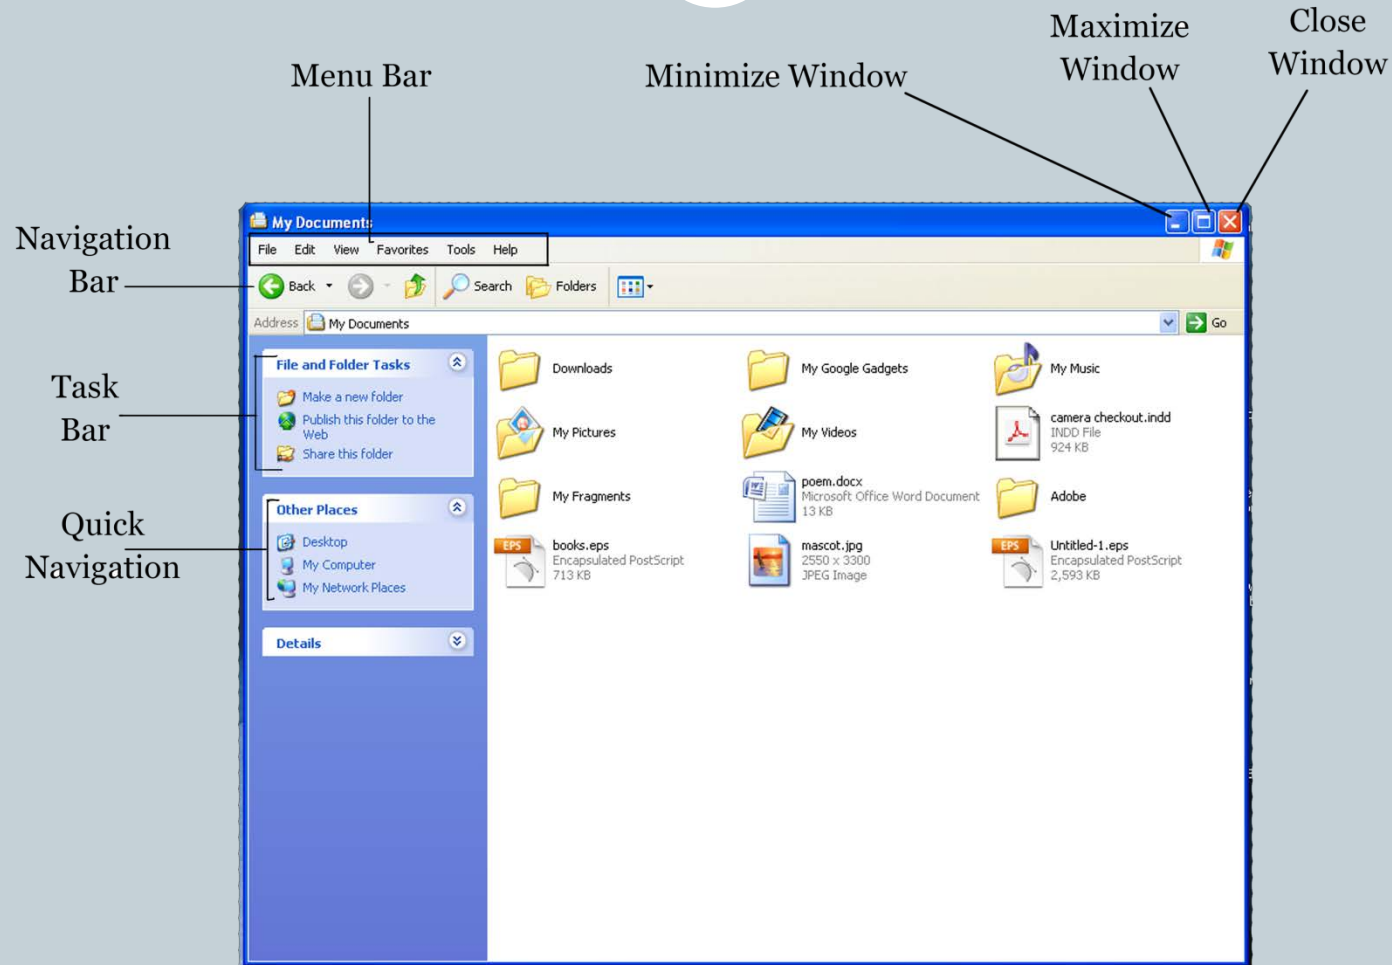 Maximize
Window
Close
Window
Menu Bar
Minimize Window
My Documents
Navigation
Bar
File Edit View Favorites Tools Help
Back Search Folders
Address My Documents Go
Task
Bar
File and Folder Tasks
Make a new folder
Publish this folder to the
Web
Share this folder
Quick
Navigation
Other Places
Desktop
My Computer
My Network Places
Details
Downloads
My Google Gadgets
My Music
My Pictures
My Videos
camera checkout.indd
INDD File
924 KB
My Fragments
poem.docx
Microsoft Office Word Document
13 KB
Adobe
EPS
books.eps
Encapsulated PostScript
713 KB
mascot.jpg
2550 x 3300
JPEG Image
EPS
Untitled-1.eps
Encapsulated PostScript
2,593 KB